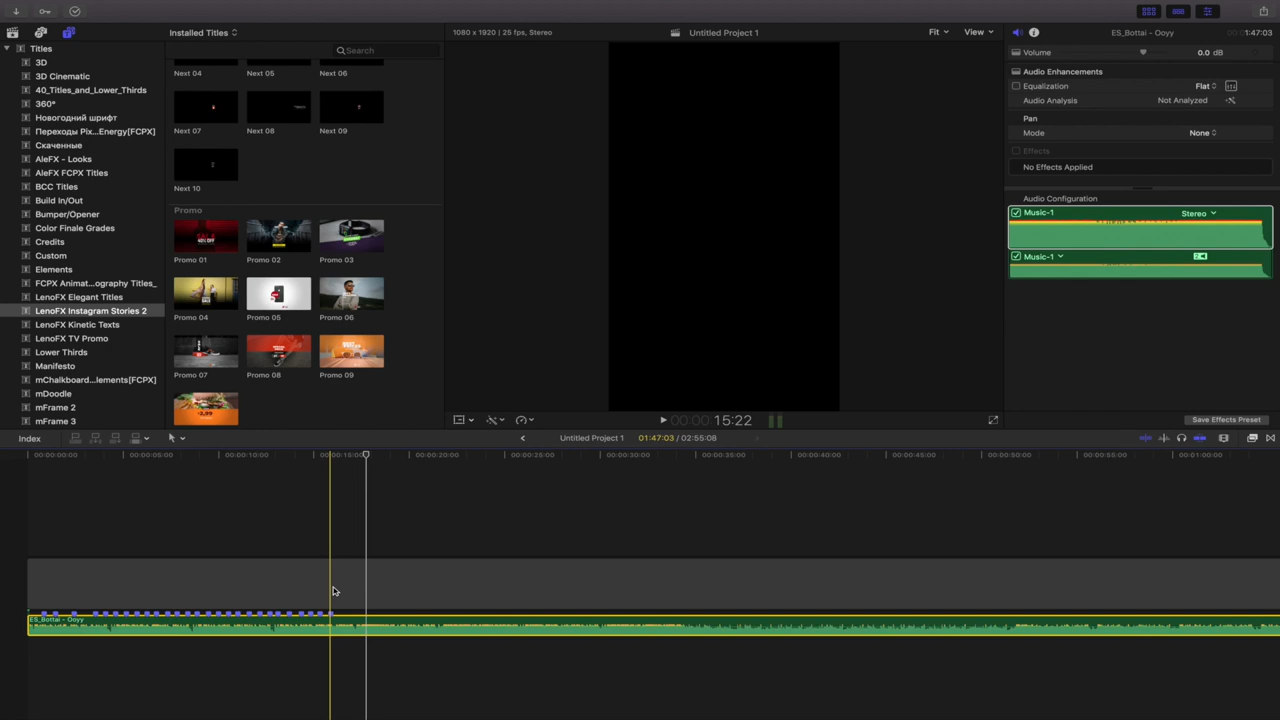 Installed Titles
Search
1080 x 1920 | 25 fps, Stereo
Untitled Project 1
Fit
View
ES_Bottai - Ooyy
1:47:03
Titles
3D
3D Cinematic
40_Titles_and_Lower_Thirds
360°
Новогодний шрифт
Переходы Pix...Energy[FCPX]
Скаченные
AleFX - Looks
AleFX FCPX Titles
BCC Titles
Build In/Out
Bumper/Opener
Color Finale Grades
Credits
Custom
Elements
FCPX Animat...ography Titles_
LenoFX Elegant Titles
LenoFX Instagram Stories 2
LenoFX Kinetic Texts
LenoFX TV Promo
Lower Thirds
Manifesto
mChalkboard...lements[FCPX]
mDoodle
mFrame 2
mFrame 3
Next 04
Next 05
Next 06
Next 07
Next 08
Next 09
Next 10
Promo
Promo 01
Promo 02
Promo 03
Promo 04
Promo 05
Promo 06
Promo 07
Promo 08
Promo 09
Volume
0.0 dB
Audio Enhancements
Equalization
Flat
Audio Analysis
Not Analyzed
Pan
Mode
None
Effects
No Effects Applied
Audio Configuration
Music-1
Stereo
Music-1
00:00:15:22
Save Effects Preset
Index
Untitled Project 1
01:47:03 / 02:55:08
00:00:00:00
00:00:05:00
00:00:10:00
00:00:15:00
00:00:20:00
00:00:25:00
00:00:30:00
00:00:35:00
00:00:40:00
00:00:45:00
00:00:50:00
00:00:55:00
00:01:00:00
ES_Bottai - Ooyy